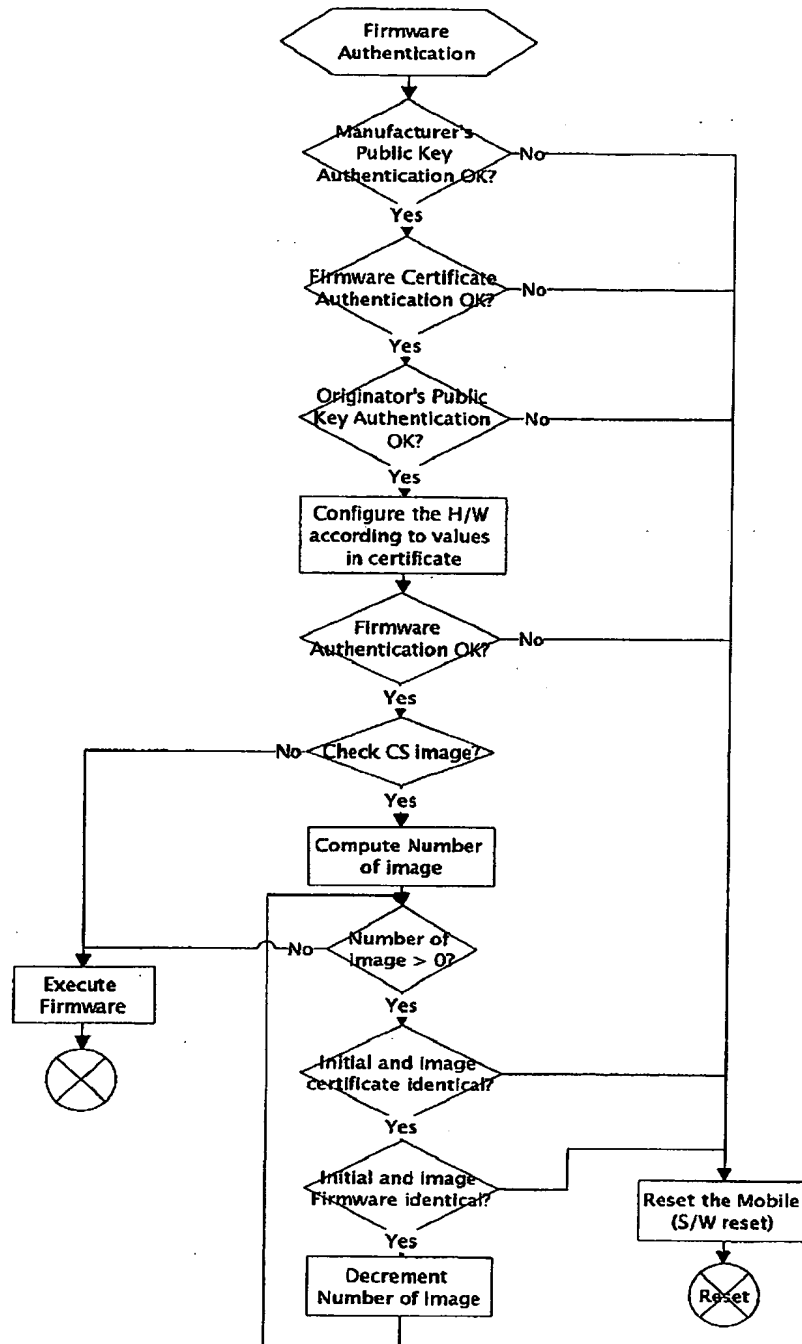 Firmware
Authentication
Manufacturer's
Public Key
Authentication OK?
No
Yes
Firmware Certificate
Authentication OK?
No
Yes
Originator's Public
Key Authentication
OK?
No
Yes
Configure the H/W
according to values
in certificate
Firmware
Authentication OK?
No
Yes
No
Check CS image?
Yes
Compute Number
of image
No
Number of
image > 0?
Yes
Execute
Firmware
Initial and image
certificate identical?
Yes
Initial and image
Firmware identical?
Yes
Reset the Mobile
(S/W reset)
Reset
Decrement
Number of Image